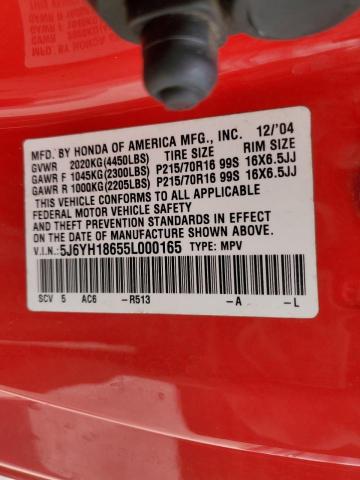 MFD. BY HONDA OF AMERICA MFG., INC. 12/'04
GVWR 2020KG(4450LBS) TIRE SIZE RIM SIZE
GAWR F 1045KG(2300LBS) P215/70R16 99S 16X6.5JJ
GAWR R 1000KG(2205LBS) P215/70R16 99S 16X6.5JJ
THIS VEHICLE CONFORMS TO ALL APPLICABLE
FEDERAL MOTOR VEHICLE SAFETY
AND THEFT PREVENTION STANDARDS IN EFFECT
ON THE DATE OF MANUFACTURE SHOWN ABOVE.
V.I.N: 5J6YH18655L000165 TYPE: MPV
SCV 5 AC6 -R513 -A -L